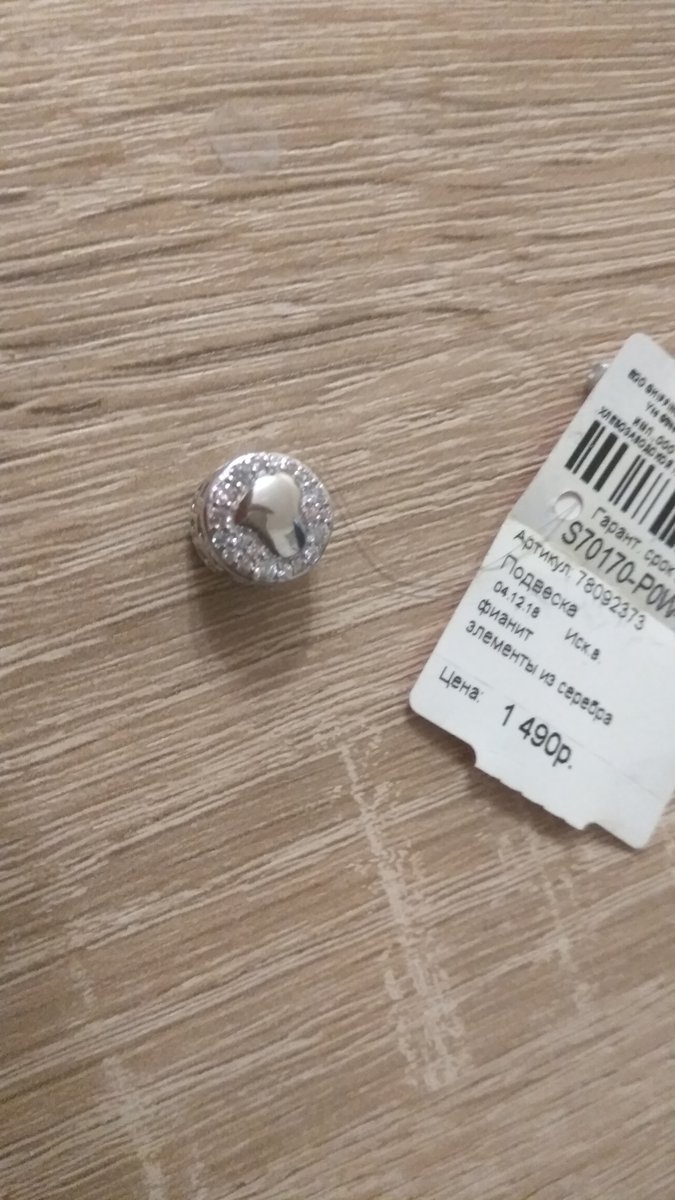 Гарант. срок
S70170-P0W
Артикул: 78092373
Подвеска
04.12.18 Иск.в.
фианит
элементы из серебра
Цена: 1 490р.